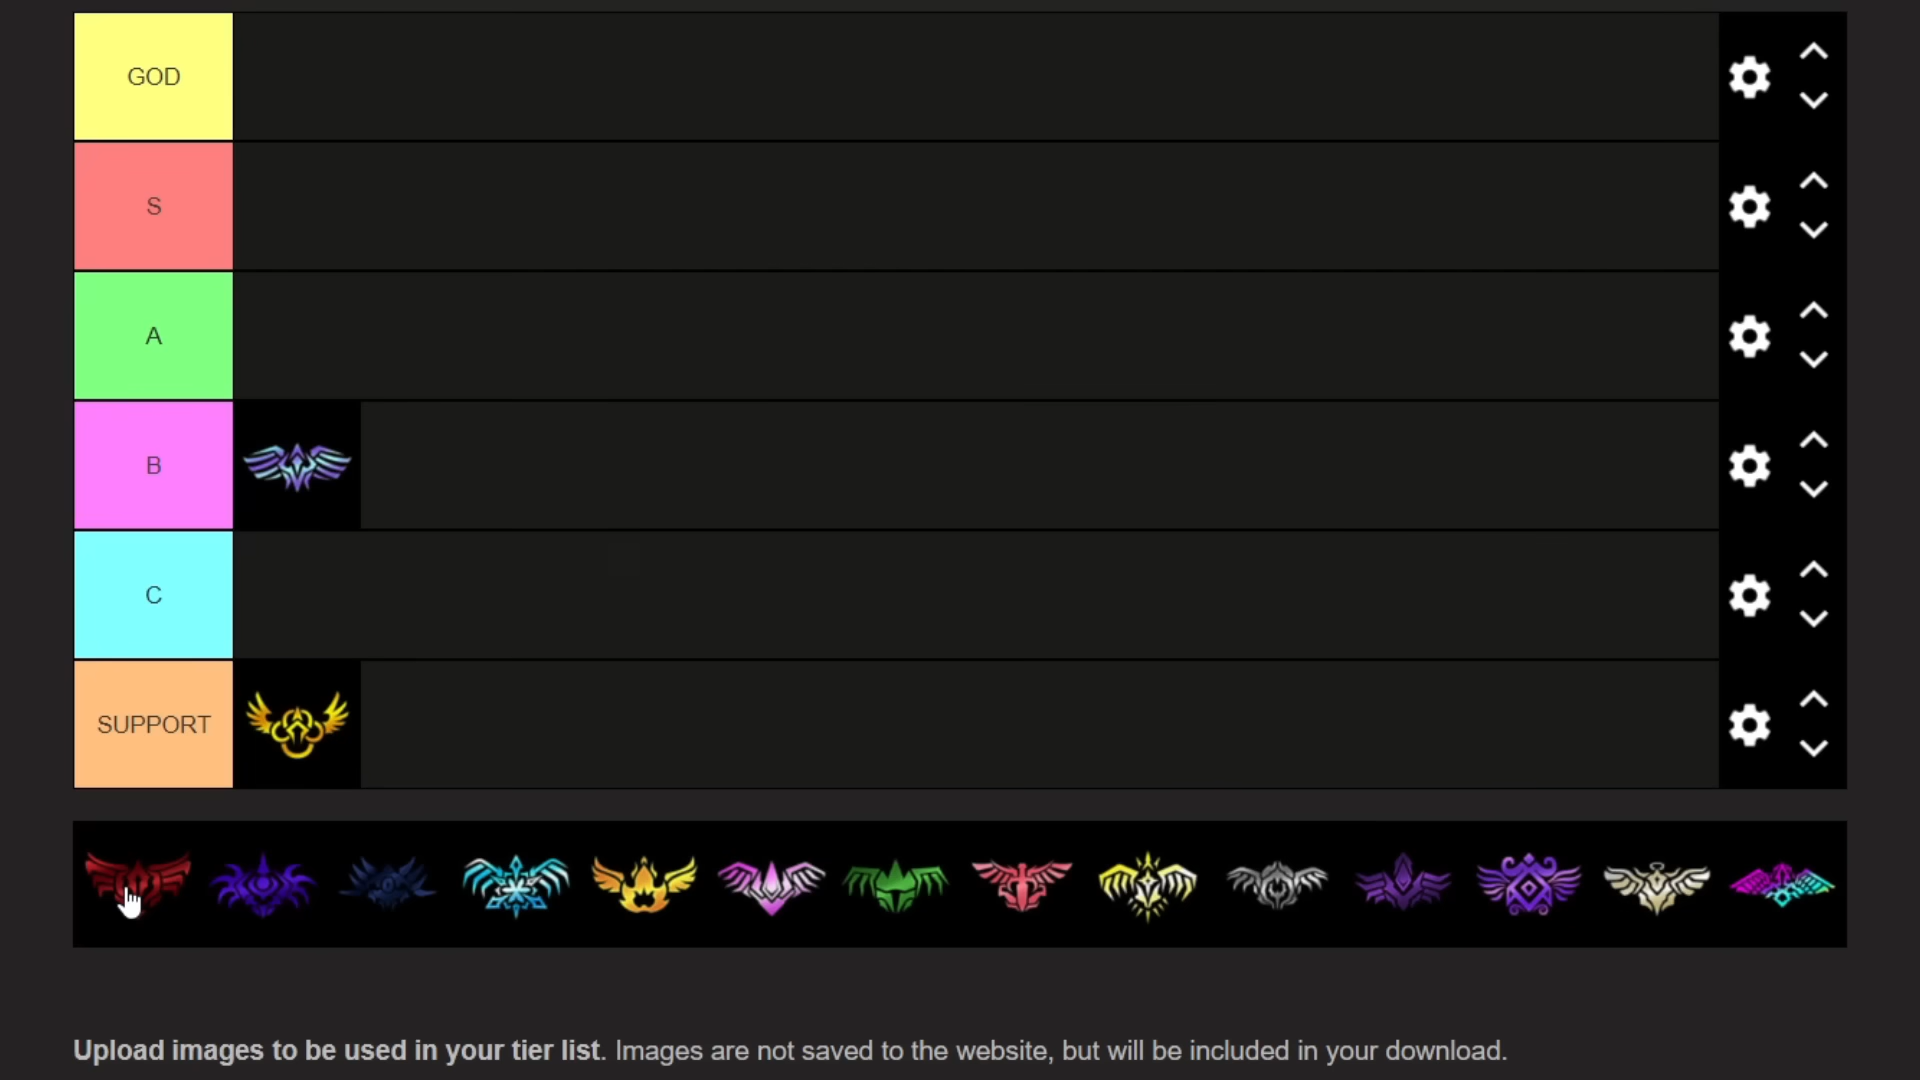 GOD
S
A
B
C
SUPPORT
Upload images to be used in your tier list. Images are not saved to the website, but will be included in your download.